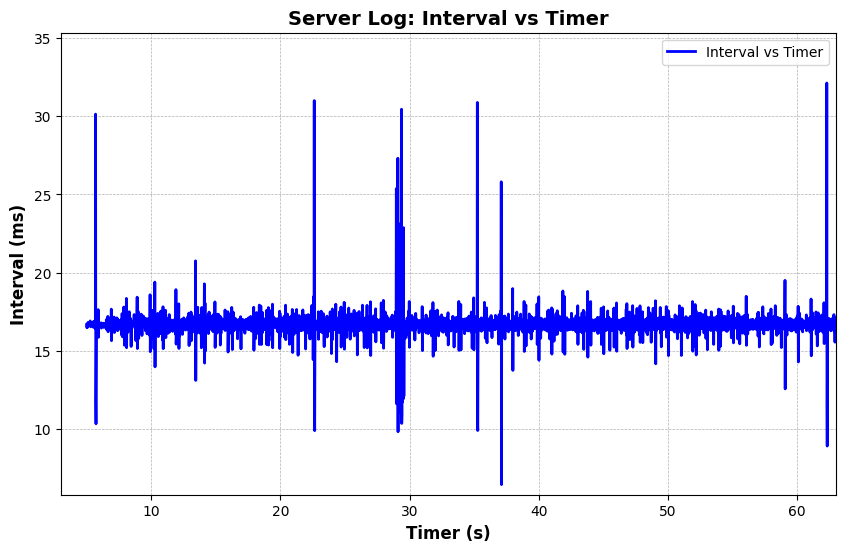 Server Log: Interval vs Timer
Interval vs Timer
35
30
25
20
15
10
Interval (ms)
10 20 30 40 50 60
Timer (s)